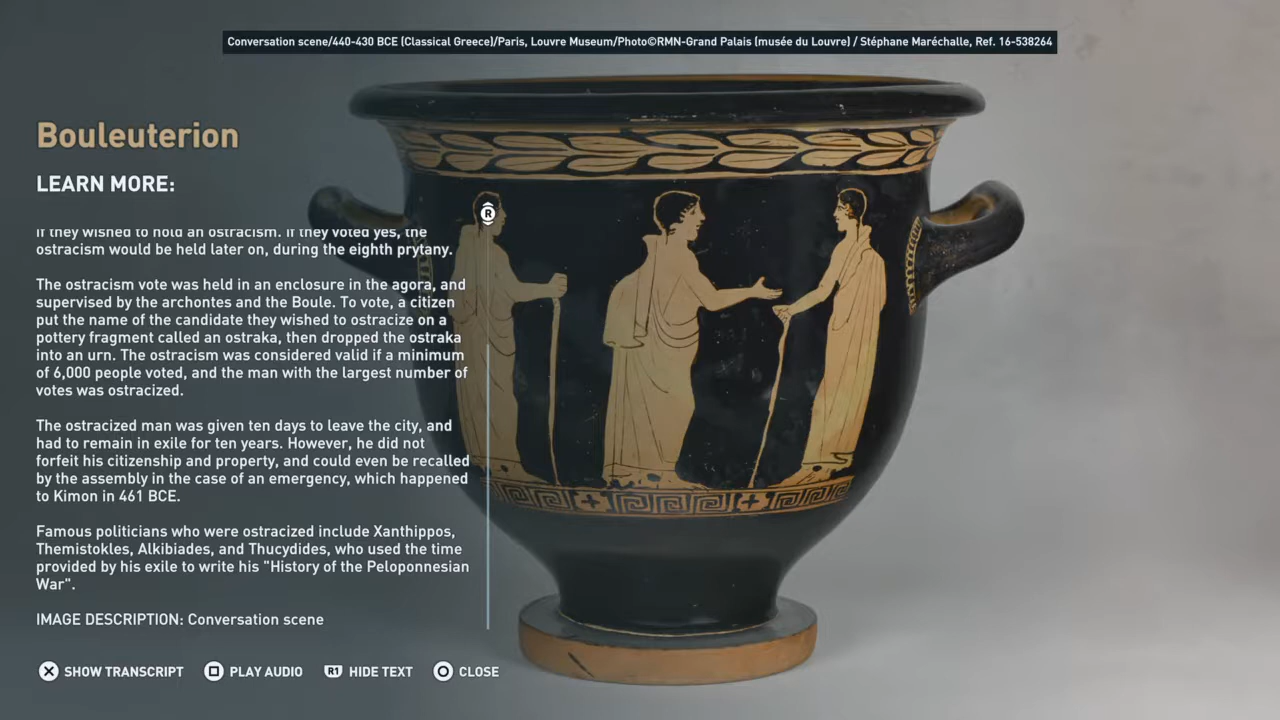 Conversation scene/440-430 BCE (Classical Greece)/Paris, Louvre Museum/Photo©RMN-Grand Palais (musée du Louvre) / Stéphane Maréchalle, Ref. 16-538264
Bouleuterion
LEARN MORE:
if they wished to hold an ostracism. If they voted yes, the
ostracism would be held later on, during the eighth prytany.
The ostracism vote was held in an enclosure in the agora, and
supervised by the archontes and the Boule. To vote, a citizen
put the name of the candidate they wished to ostracize on a
pottery fragment called an ostraka, then dropped the ostraka
into an urn. The ostracism was considered valid if a minimum
of 6,000 people voted, and the man with the largest number of
votes was ostracized.
The ostracized man was given ten days to leave the city, and
had to remain in exile for ten years. However, he did not
forfeit his citizenship and property, and could even be recalled
by the assembly in the case of an emergency, which happened
to Kimon in 461 BCE.
Famous politicians who were ostracized include Xanthippos,
Themistokles, Alkibiades, and Thucydides, who used the time
provided by his exile to write his "History of the Peloponnesian
War".
IMAGE DESCRIPTION: Conversation scene
R
SHOW TRANSCRIPT PLAY AUDIO R1 HIDE TEXT CLOSE